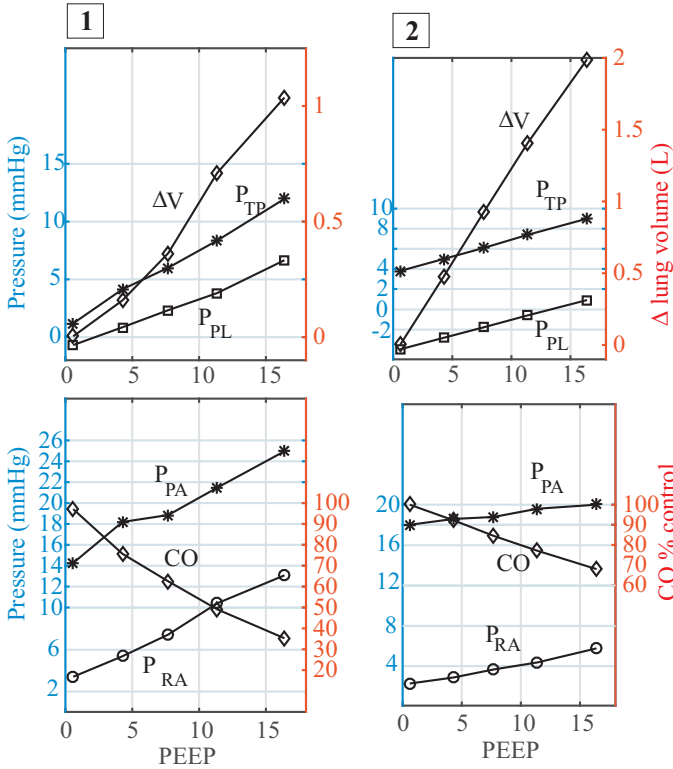 1
2
Pressure (mmHg)
15
10
5
0
ΔV
P_TP
P_PL
1
0.5
0
0 5 10 15
10
8
4
2
0
-2
ΔV
P_TP
P_PL
2
1.5
1
0.5
0
Δ lung volume (L)
0 5 10 15
Pressure (mmHg)
26
24
22
20
18
16
14
10
6
2
P_PA
CO
P_RA
100
90
80
70
60
50
40
30
20
0 5 10 15
PEEP
20
16
12
8
4
P_PA
CO
P_RA
100
90
80
70
60
CO % control
0 5 10 15
PEEP